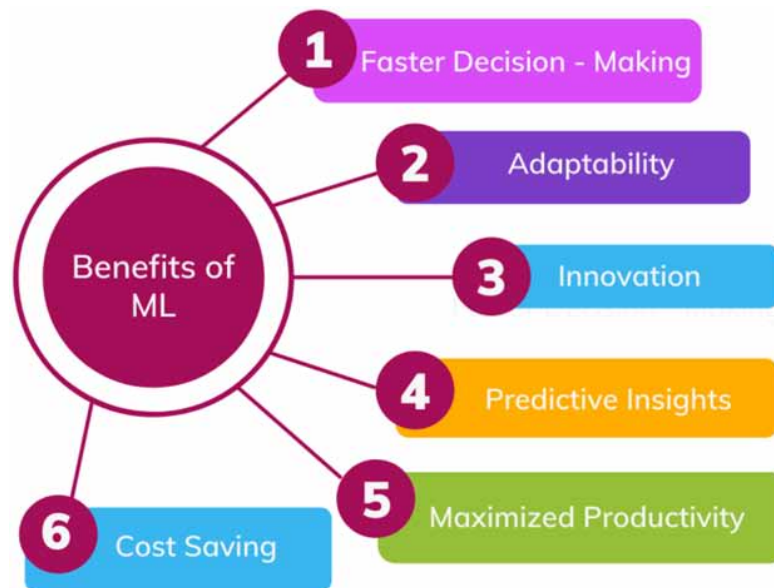 1
Faster Decision - Making
2
Adaptability
Benefits of
ML
3
Innovation
4
Predictive Insights
5
Maximized Productivity
6
Cost Saving